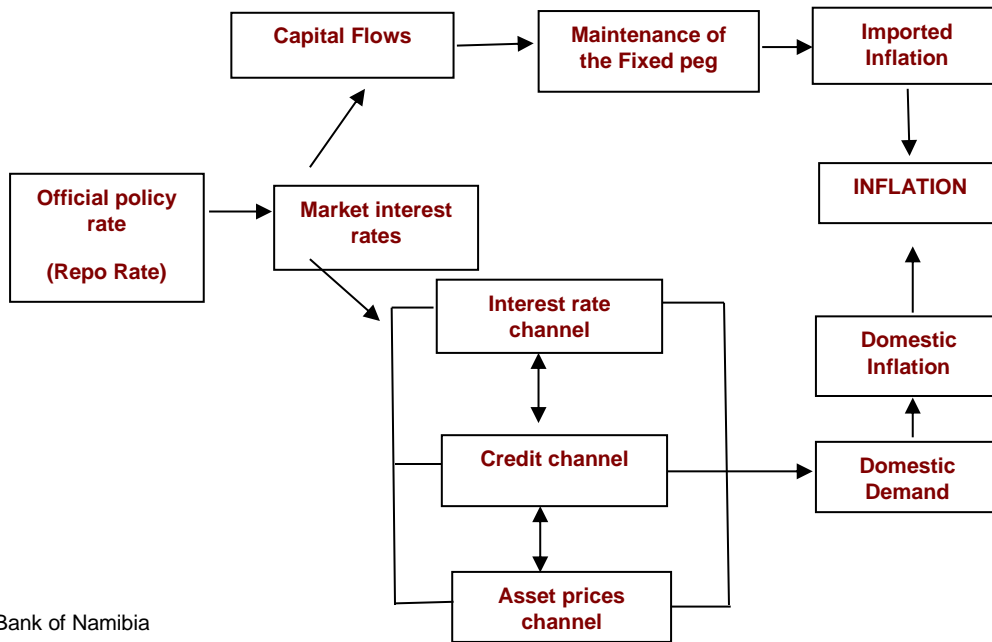 Capital Flows
Maintenance of
the Fixed peg
Imported
Inflation
Official policy
rate
(Repo Rate)
Market interest
rates
INFLATION
Interest rate
channel
Domestic
Inflation
Credit channel
Domestic
Demand
Asset prices
channel
Bank of Namibia